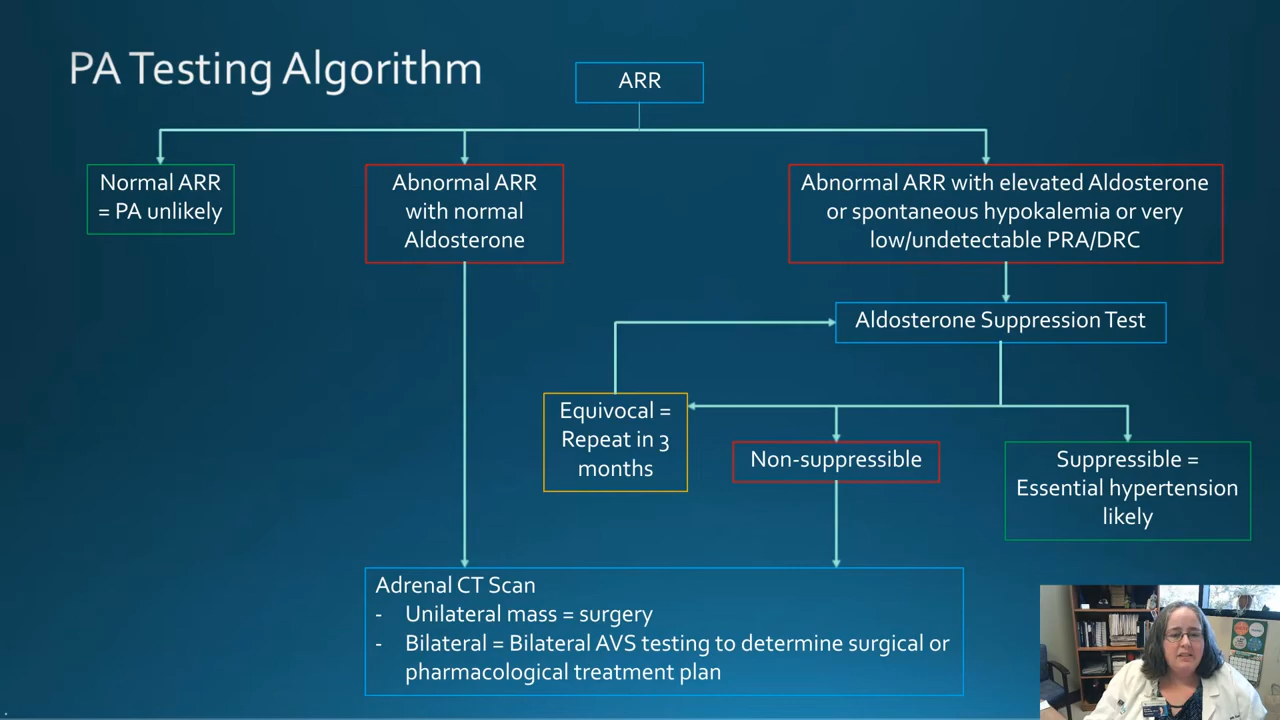 PA Testing Algorithm
ARR
Normal ARR
= PA unlikely
Abnormal ARR
with normal
Aldosterone
Abnormal ARR with elevated Aldosterone
or spontaneous hypokalemia or very
low/undetectable PRA/DRC
Aldosterone Suppression Test
Equivocal =
Repeat in 3
months
Non-suppressible
Suppressible =
Essential hypertension
likely
Adrenal CT Scan
- Unilateral mass = surgery
- Bilateral = Bilateral AVS testing to determine surgical or
pharmacological treatment plan